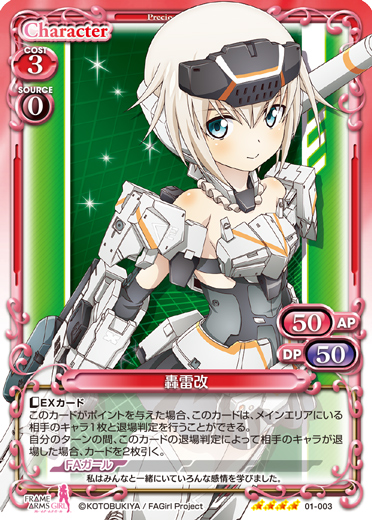 Precious
Character
COST
3
SOURCE
0
50 AP
DP 50
轟雷改
EXカード
このカードがポイントを与えた場合、このカードは、メインエリアにいる
相手のキャラ1枚と退場判定を行うことができる。
自分のターンの間、このカードの退場判定によって相手のキャラが退
場した場合、カードを2枚引く。
FAガール
私はみんなと一緒にいていろんな感情を学びました。
FRAME ARMS GIRL
©KOTOBUKIYA / FAGirl Project
★★★★ 01-003